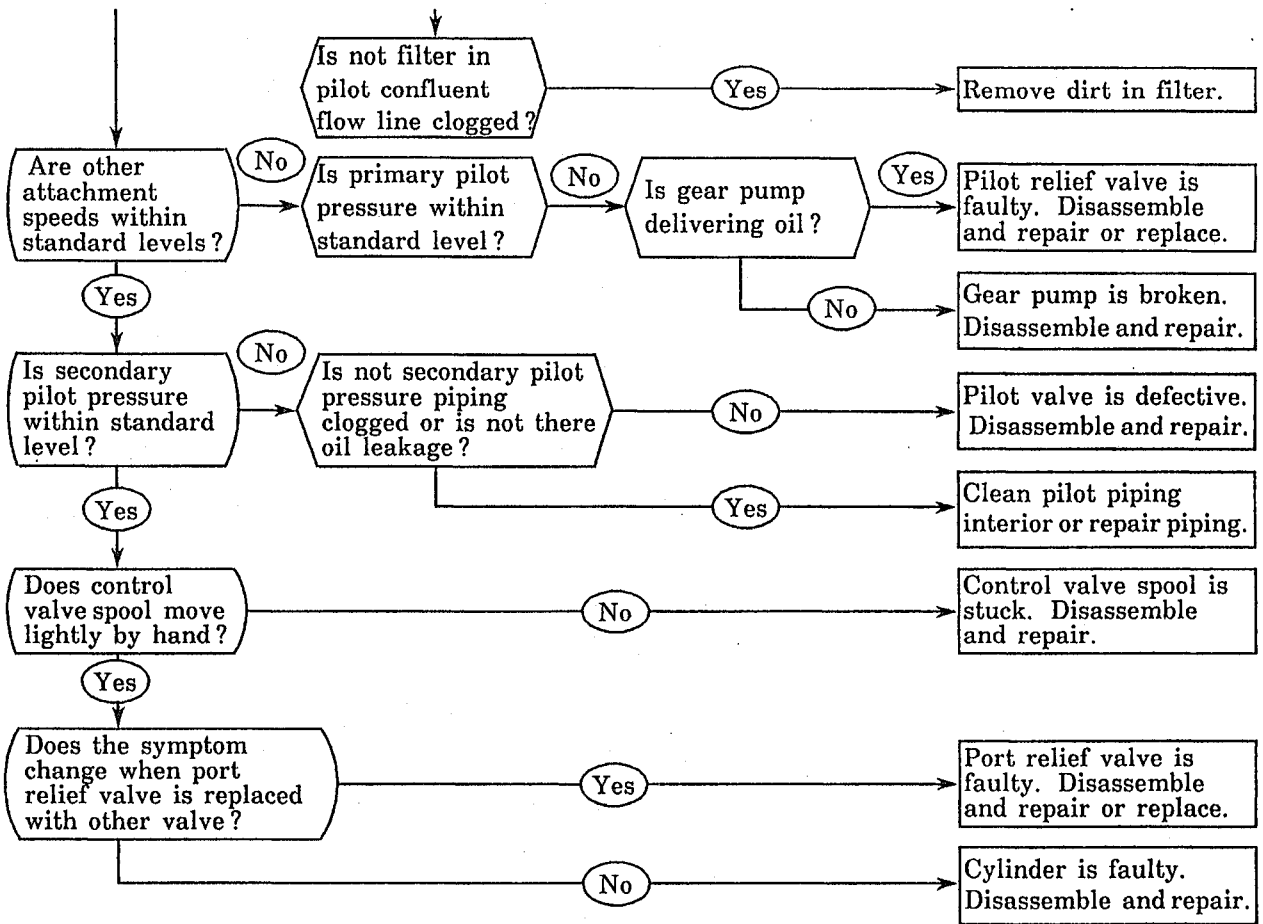 Is not filter in
pilot confluent
flow line clogged?
Yes
Remove dirt in filter.
Are other
attachment
speeds within
standard levels?
No
Is primary pilot
pressure within
standard level?
No
Is gear pump
delivering oil?
Yes
Pilot relief valve is
faulty. Disassemble
and repair or replace.
No
Gear pump is broken.
Disassemble and repair.
Yes
Is secondary
pilot pressure
within standard
level?
No
Is not secondary pilot
pressure piping
clogged or is not there
oil leakage?
No
Pilot valve is defective.
Disassemble and repair.
Yes
Clean pilot piping
interior or repair piping.
Yes
Does control
valve spool move
lightly by hand?
No
Control valve spool is
stuck. Disassemble
and repair.
Yes
Does the symptom
change when port
relief valve is replaced
with other valve?
Yes
Port relief valve is
faulty. Disassemble
and repair or replace.
No
Cylinder is faulty.
Disassemble and repair.